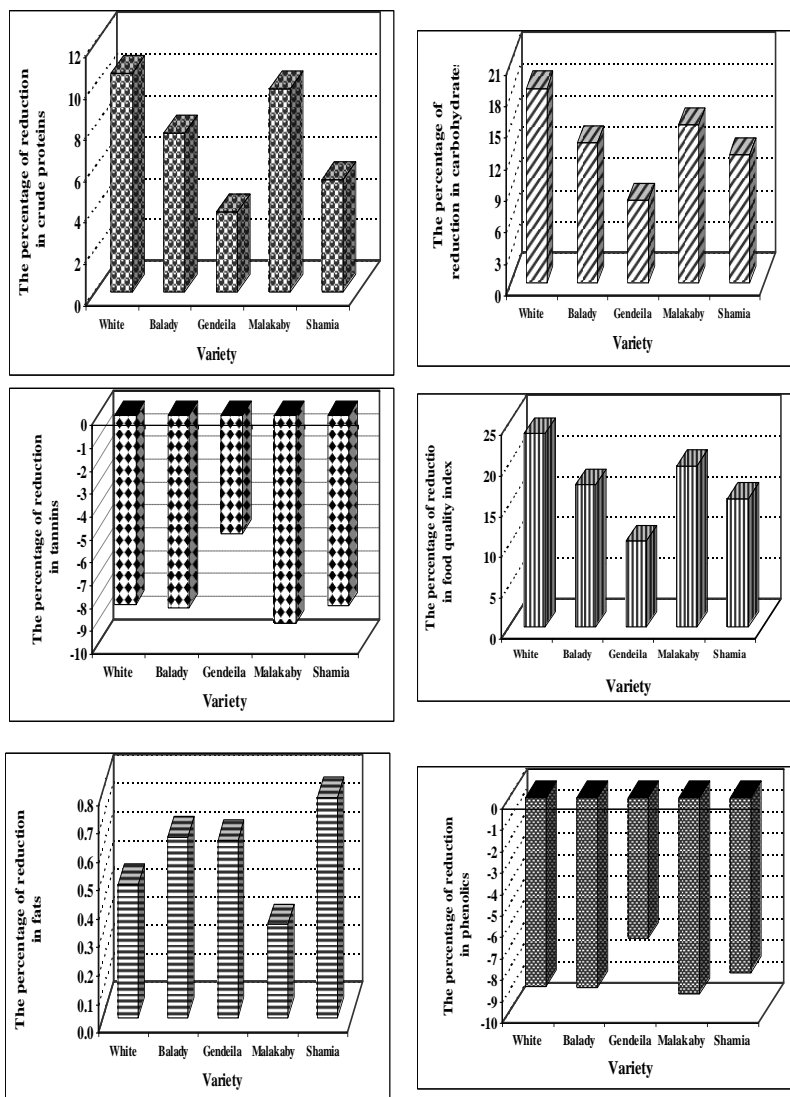 The percentage of reduction
in crude proteins
12
10
8
6
4
2
0
White Balady Gendeila Malakaby Shamia
Variety
The percentage of
reduction in carbohydrates
21
18
15
12
9
6
3
0
White Balady Gendeila Malakaby Shamia
Variety
The percentage of reduction
in tannins
0
-1
-2
-3
-4
-5
-6
-7
-8
-9
-10
White Balady Gendeila Malakaby Shamia
Variety
The percentage of reductio
in food quality index
25
20
15
10
5
0
White Balady Gendeila Malakaby Shamia
Variety
The percentage of reduction
in fats
0.8
0.7
0.6
0.5
0.4
0.3
0.2
0.1
0.0
White Balady Gendeila Malakaby Shamia
Variety
The percentage of reduction
in phenolics
0
-1
-2
-3
-4
-5
-6
-7
-8
-9
-10
White Balady Gendeila Malakaby Shamia
Variety